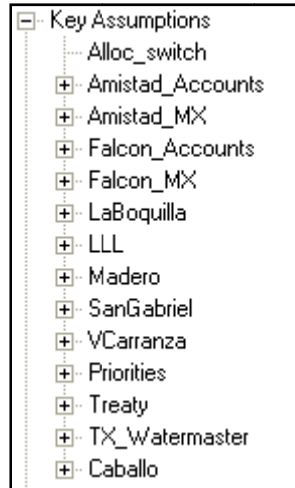 Key Assumptions
Alloc_switch
Amistad_Accounts
Amistad_MX
Falcon_Accounts
Falcon_MX
LaBoquilla
LLL
Madero
SanGabriel
VCarranza
Priorities
Treaty
TX_Watermaster
Caballo